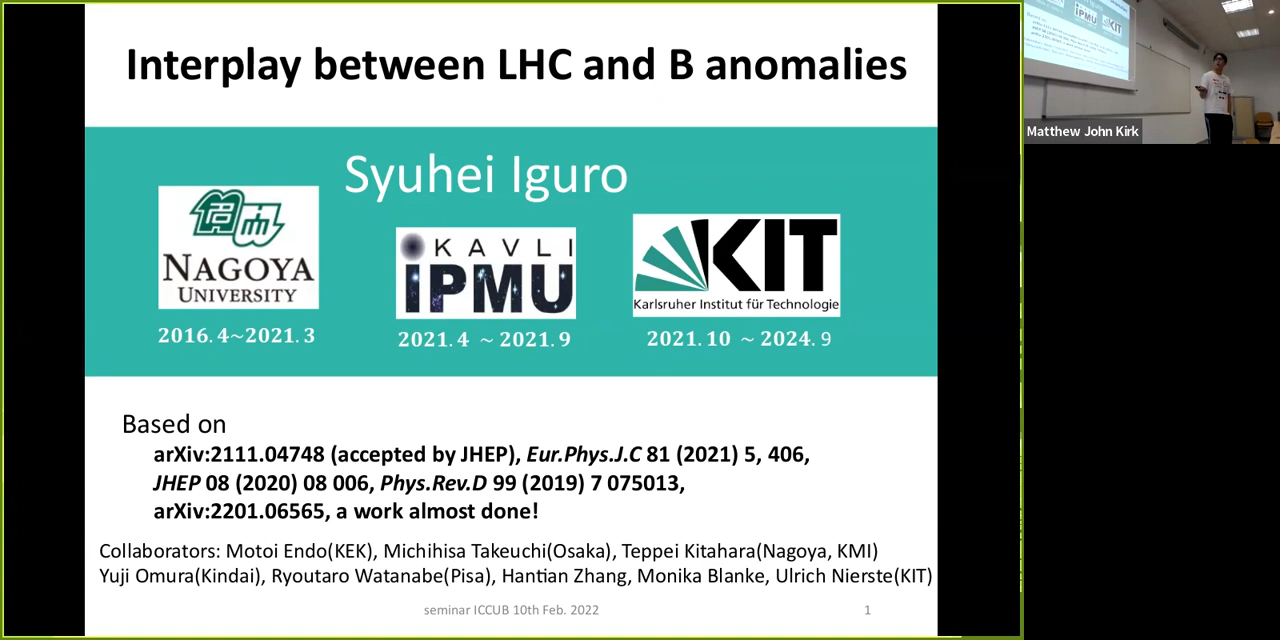 Interplay between LHC and B anomalies
Syuhei Iguro
NAGOYA
UNIVERSITY
KAVLI
IPMU
KIT
Karlsruher Institut für Technologie
2016. 4~2021. 3
2021. 4 ~ 2021. 9
2021. 10 ~ 2024. 9
Based on
arXiv:2111.04748 (accepted by JHEP), Eur.Phys.J.C 81 (2021) 5, 406,
JHEP 08 (2020) 08 006, Phys.Rev.D 99 (2019) 7 075013,
arXiv:2201.06565, a work almost done!
Collaborators: Motoi Endo(KEK), Michihisa Takeuchi(Osaka), Teppei Kitahara(Nagoya, KMI)
Yuji Omura(Kindai), Ryoutaro Watanabe(Pisa), Hantian Zhang, Monika Blanke, Ulrich Nierste(KIT)
seminar ICCUB 10th Feb. 2022
1
IPMU
KIT
Matthew John Kirk